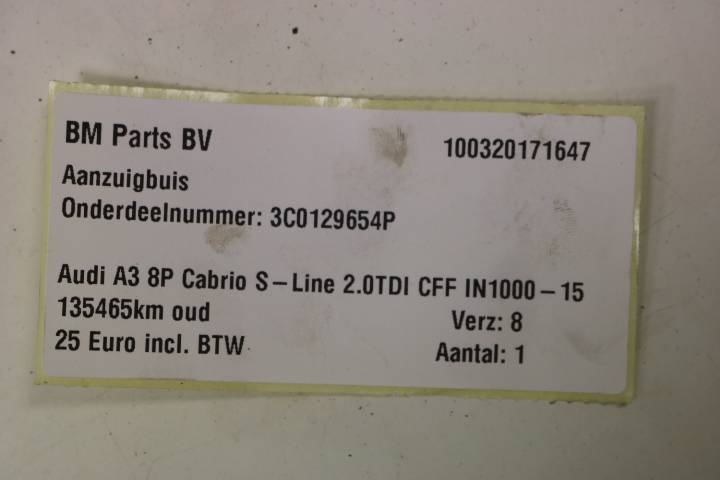 BM Parts BV 100320171647
Aanzuigbuis
Onderdeelnummer: 3C0129654P
Audi A3 8P Cabrio S-Line 2.0TDI CFF IN1000-15
135465km oud Verz: 8
25 Euro incl. BTW Aantal: 1